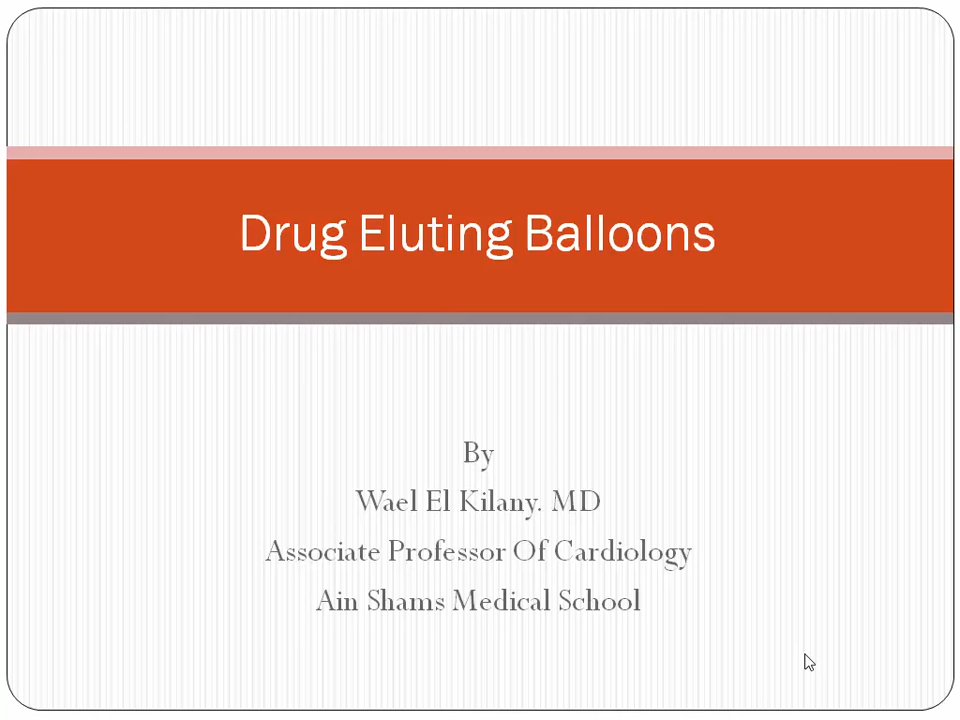 Drug Eluting Balloons
By
Wael El Kilany. MD
Associate Professor Of Cardiology
Ain Shams Medical School